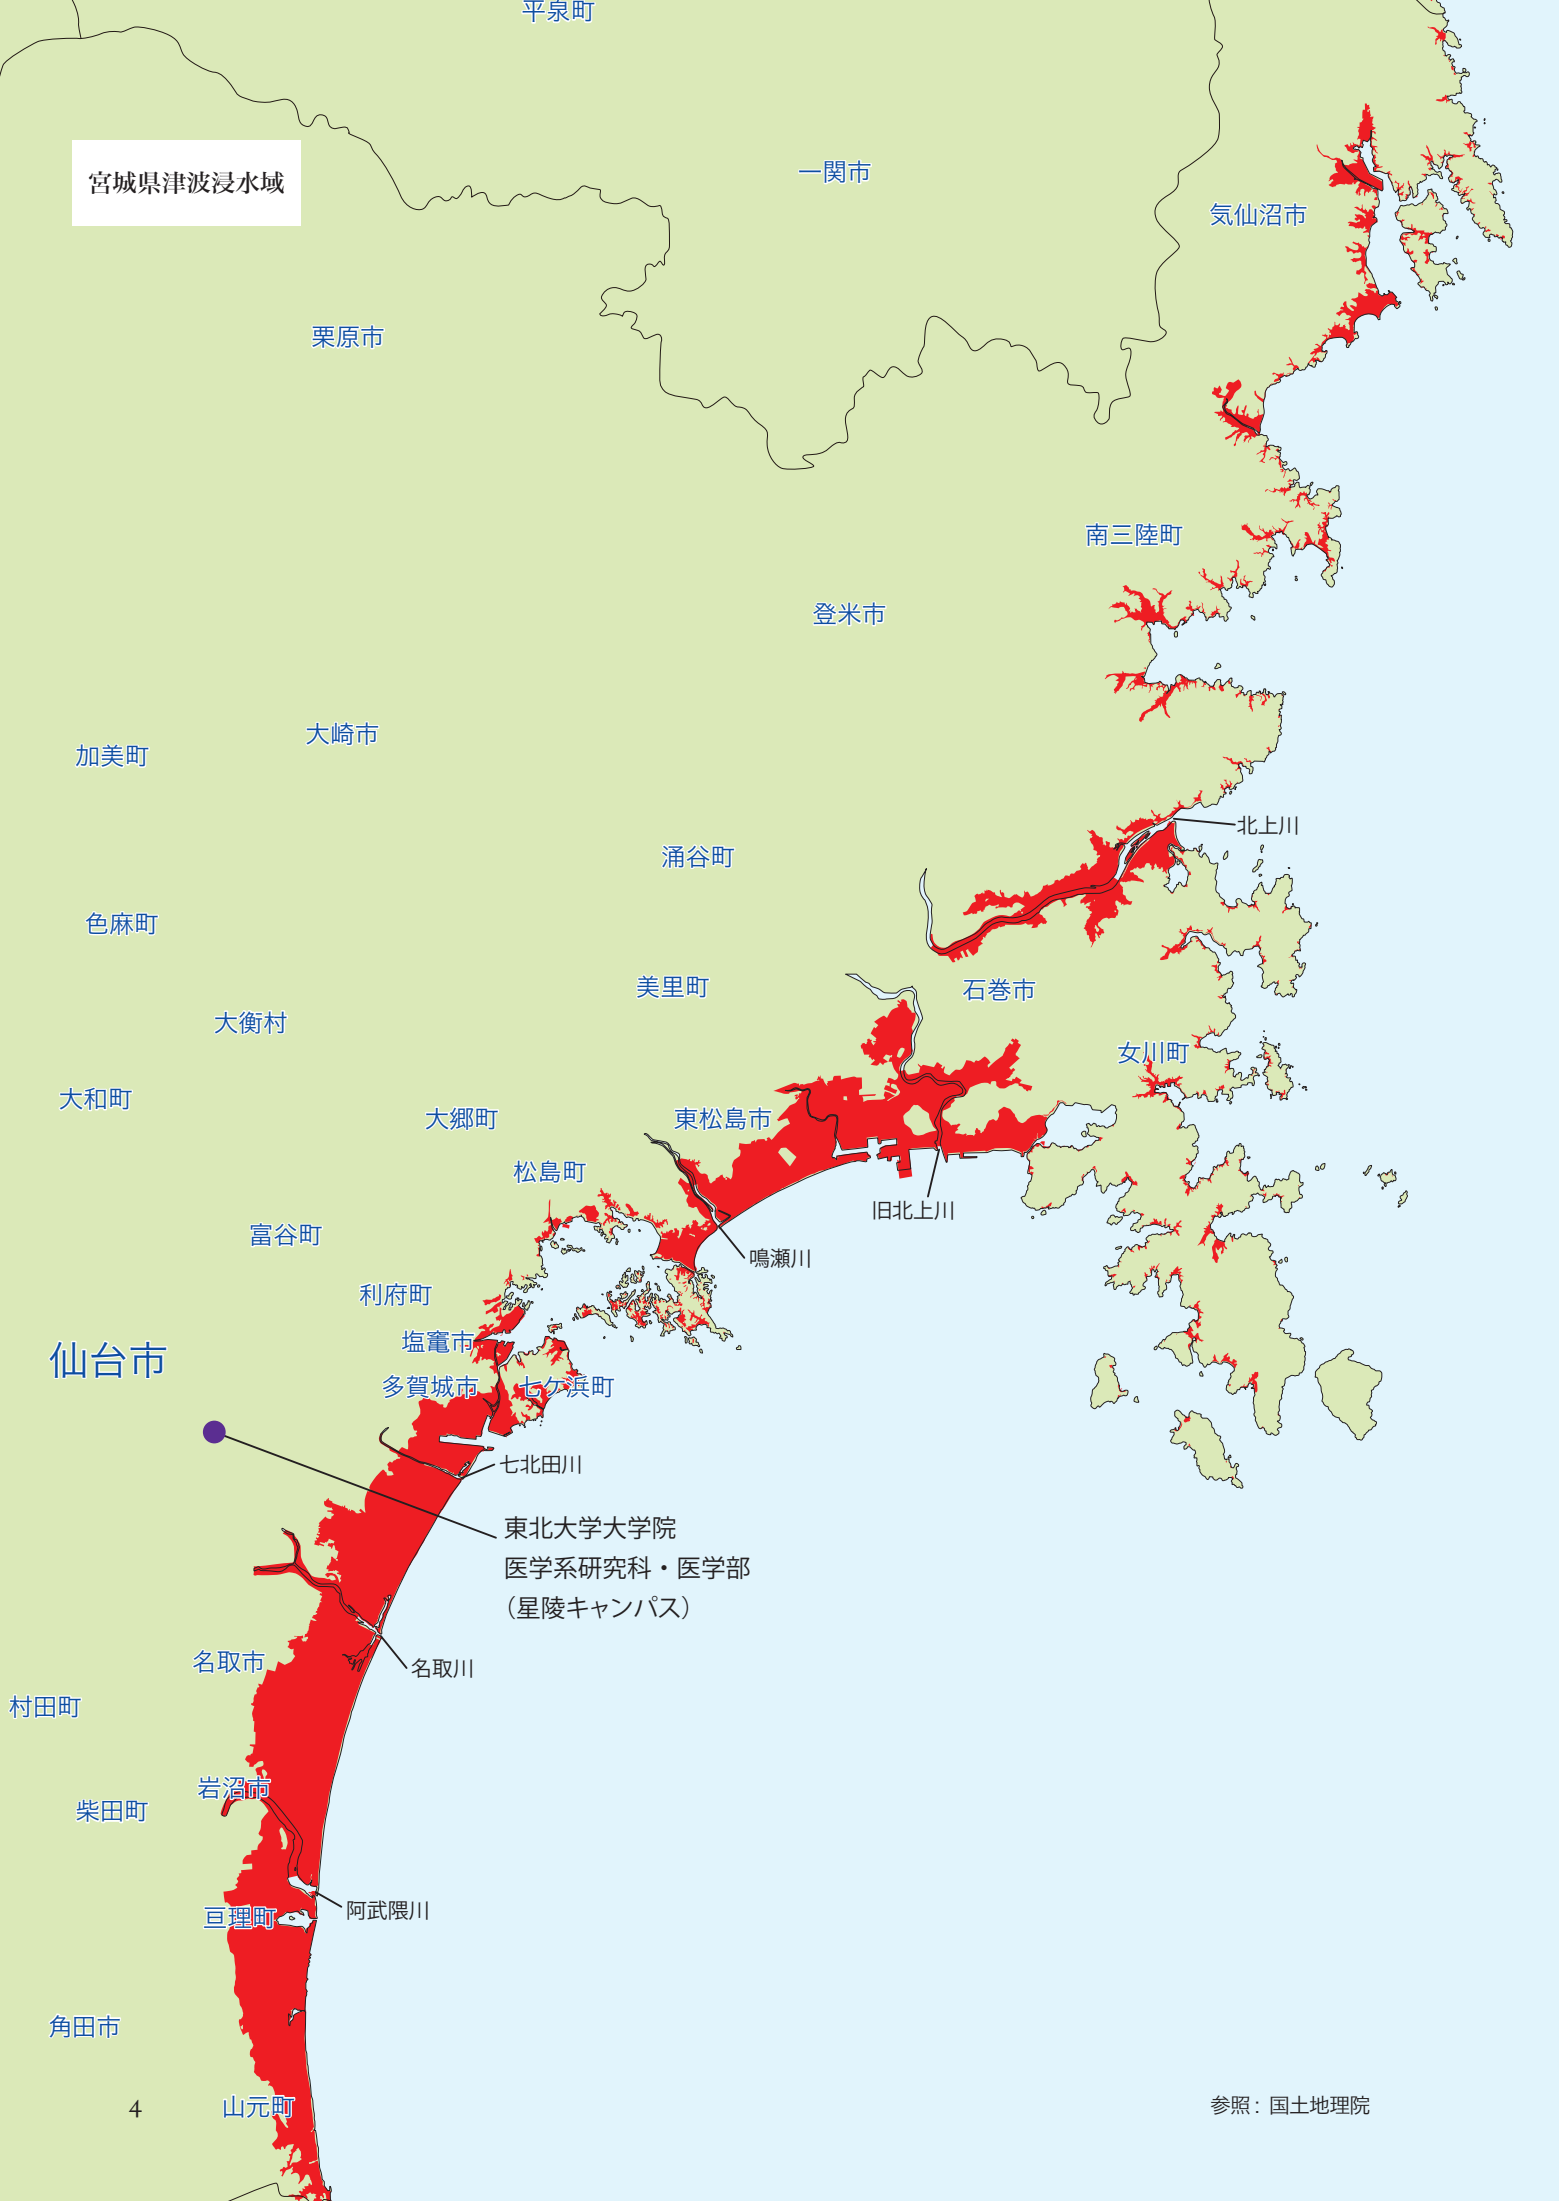 平泉町
一関市
宮城県津波浸水域
気仙沼市
栗原市
南三陸町
登米市
大崎市
加美町
北上川
涌谷町
色麻町
美里町
石巻市
大衡村
女川町
大和町
大郷町
東松島市
松島町
旧北上川
富谷町
鳴瀬川
利府町
塩竈市
仙台市
多賀城市
七ケ浜町
七北田川
東北大学大学院
医学系研究科・医学部
（星陵キャンパス）
名取市
名取川
村田町
岩沼市
柴田町
阿武隈川
亘理町
角田市
山元町
4
参照：国土地理院